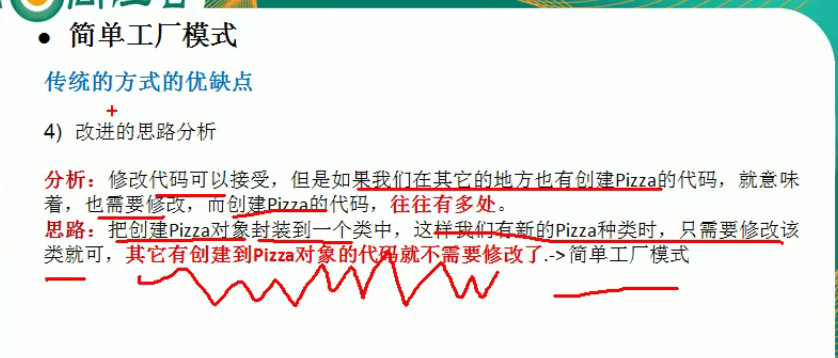 ● 简单工厂模式
传统的方式的优缺点
4) 改进的思路分析
分析：修改代码可以接受，但是如果我们在其它的地方也有创建Pizza的代码，就意味
着，也需要修改，而创建Pizza的代码，往往有多处。
思路：把创建Pizza对象封装到一个类中，这样我们有新的Pizza种类时，只需要修改该
类就可，其它有创建到Pizza对象的代码就不需要修改了.->简单工厂模式